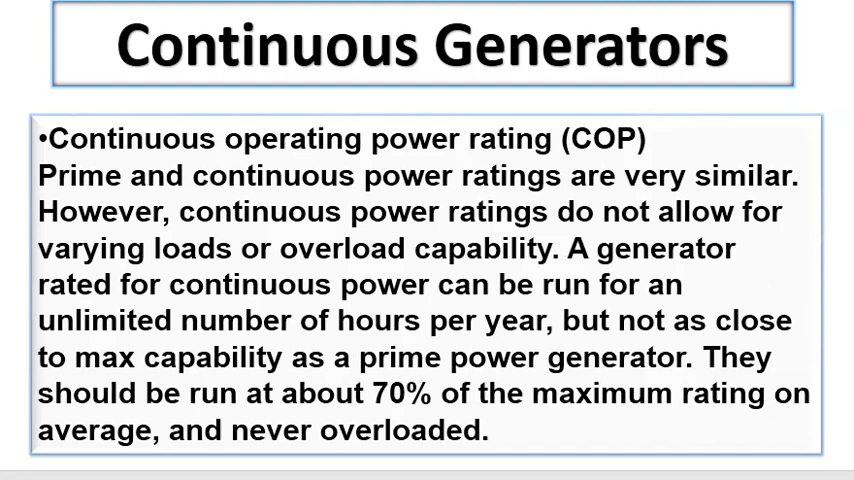 Continuous Generators
•Continuous operating power rating (COP)
Prime and continuous power ratings are very similar.
However, continuous power ratings do not allow for
varying loads or overload capability. A generator
rated for continuous power can be run for an
unlimited number of hours per year, but not as close
to max capability as a prime power generator. They
should be run at about 70% of the maximum rating on
average, and never overloaded.